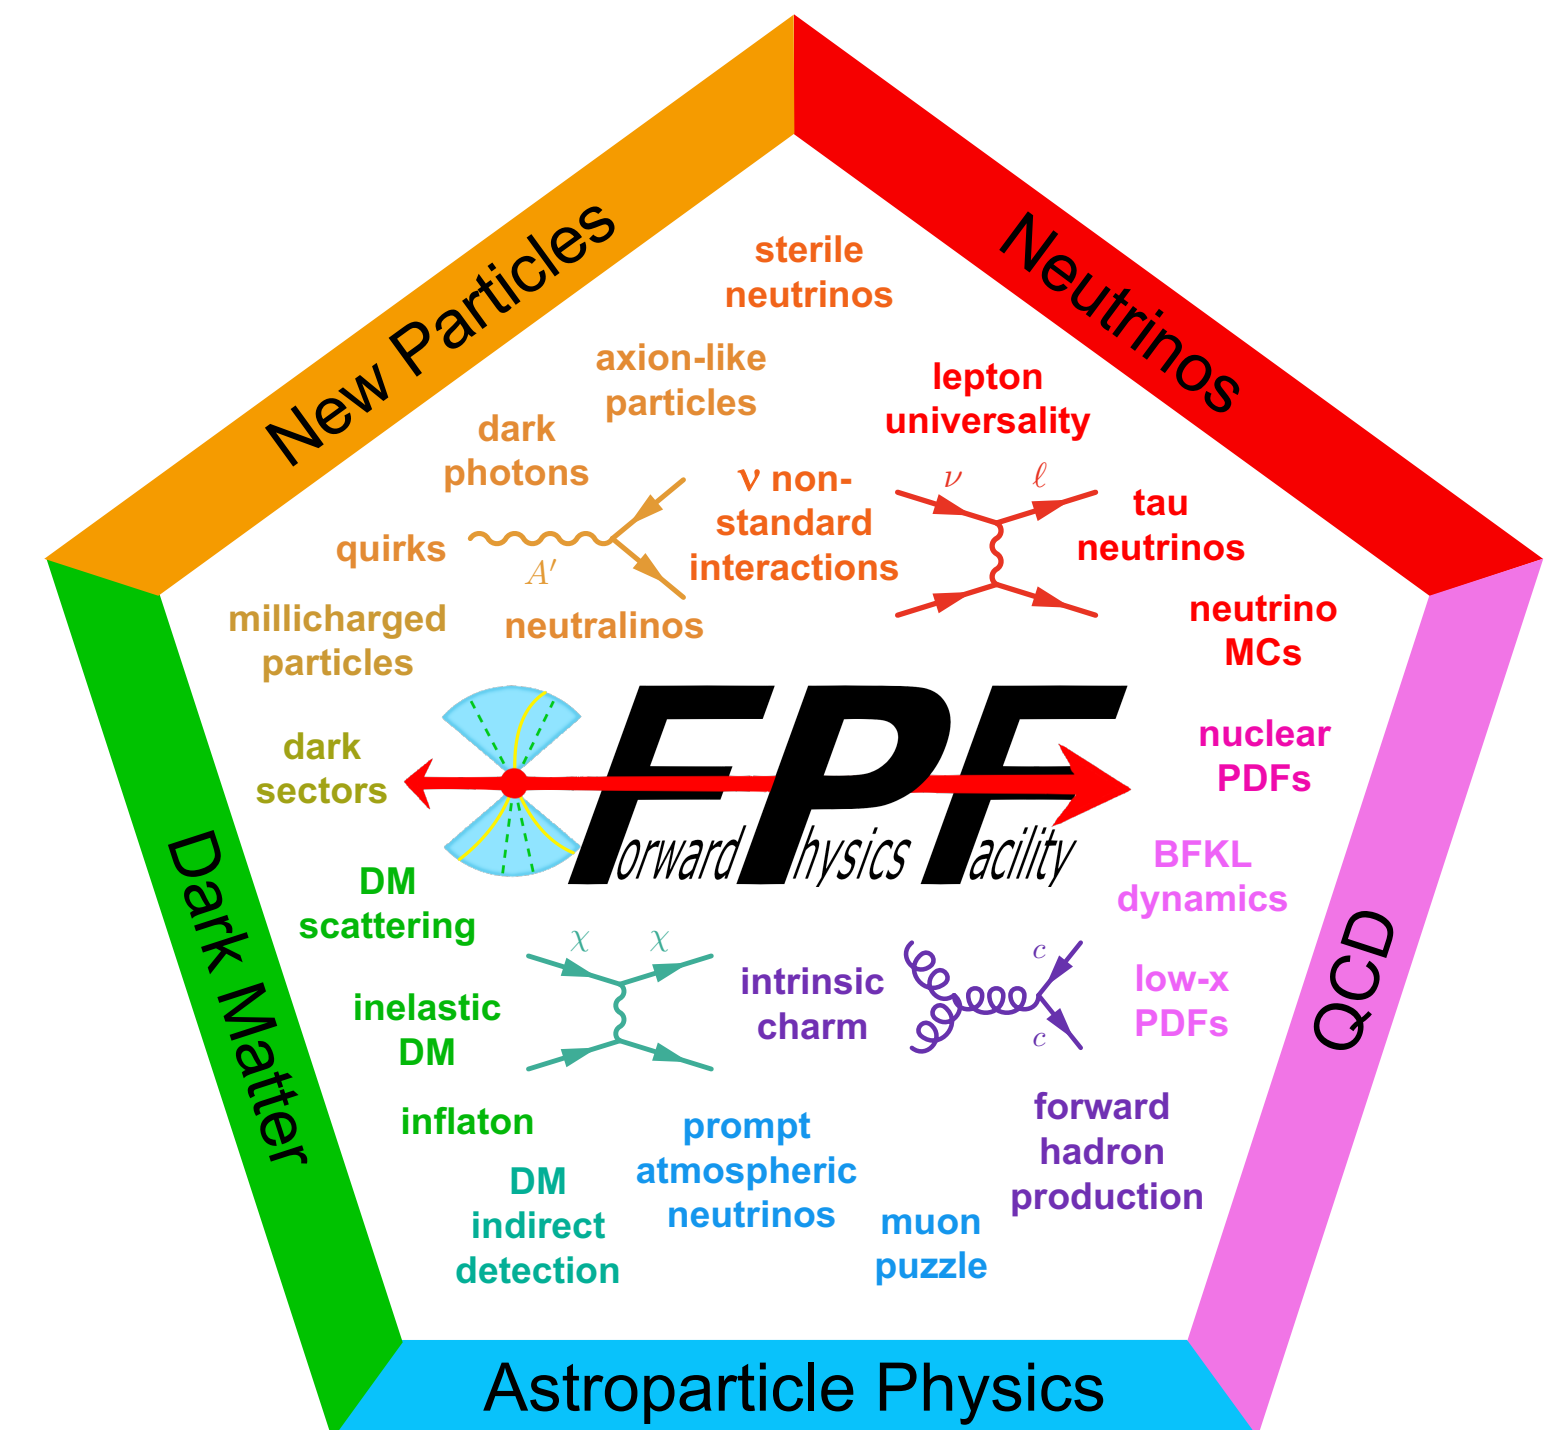 New Particles
Neutrinos
sterile
neutrinos
axion-like
particles
lepton
universality
dark
photons
ν non-
standard
interactions
ν
ℓ
tau
neutrinos
quirks
A′
millicharged
particles
neutralinos
neutrino
MCs
dark
sectors
FPF
Forward Physics Facility
nuclear
PDFs
BFKL
dynamics
DM
scattering
χ
χ
intrinsic
charm
c
c
low-x
PDFs
inelastic
DM
inflaton
prompt
atmospheric
neutrinos
forward
hadron
production
DM
indirect
detection
muon
puzzle
Dark Matter
QCD
Astroparticle Physics